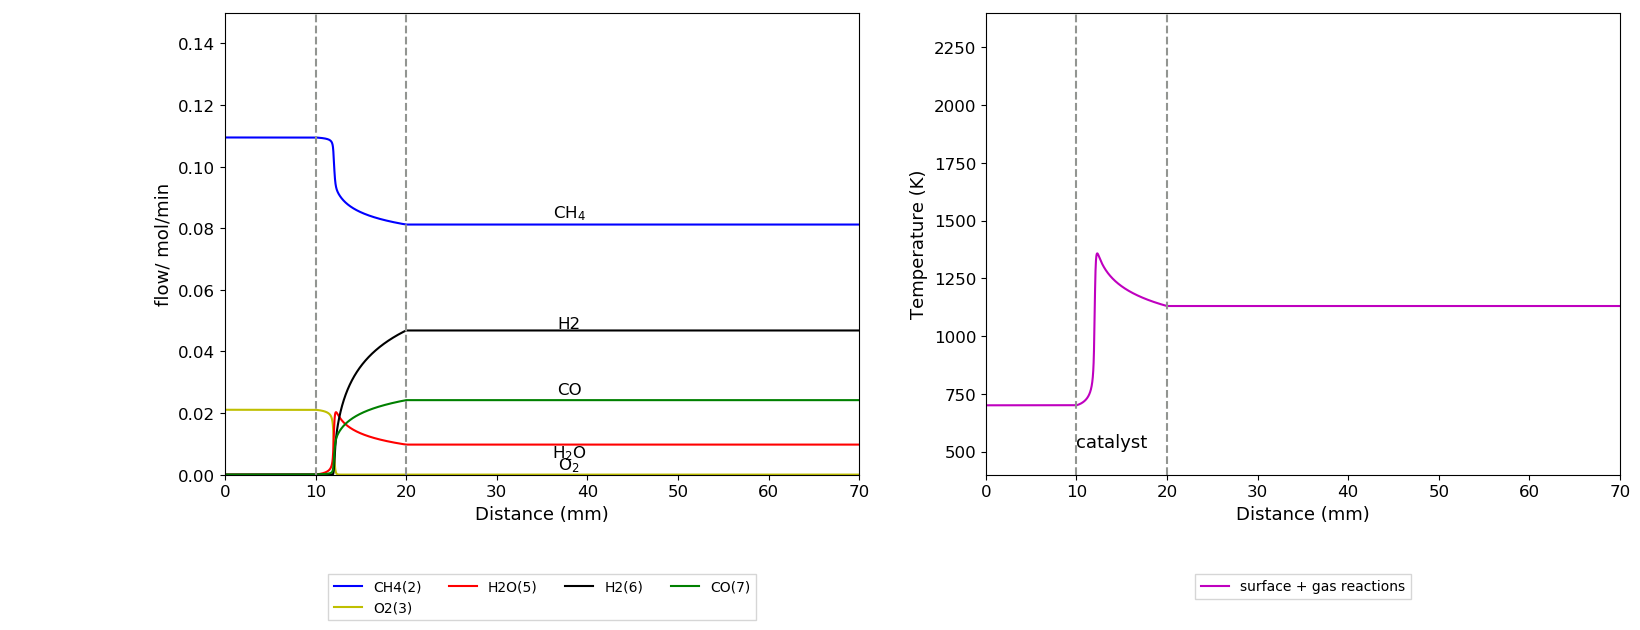 0.14
0.12
0.10
0.08
0.06
0.04
0.02
0.00
flow/ mol/min
CH₄
H2
CO
H₂O
O₂
0 10 20 30 40 50 60 70
Distance (mm)
CH4(2) H2O(5) H2(6) CO(7)
O2(3)
2250
2000
1750
1500
1250
1000
750
500
Temperature (K)
catalyst
0 10 20 30 40 50 60 70
Distance (mm)
surface + gas reactions